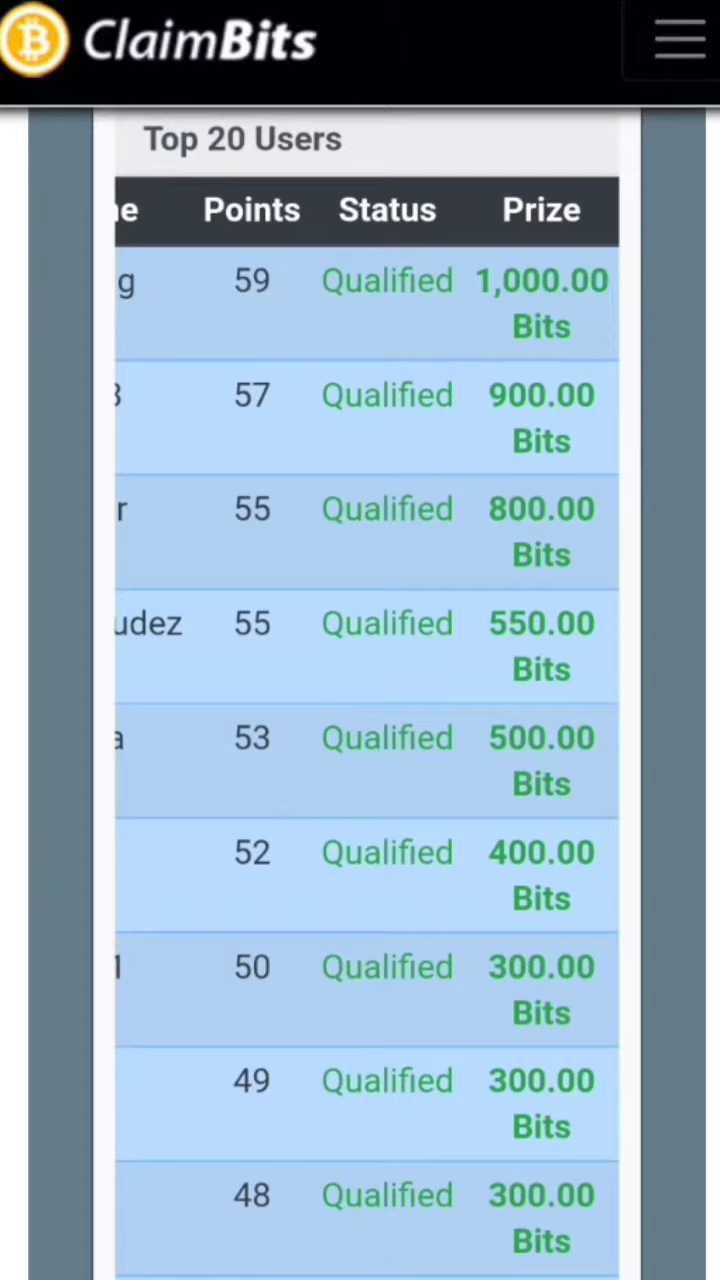 ClaimBits
Top 20 Users
Points Status Prize
59 Qualified 1,000.00
Bits
57 Qualified 900.00
Bits
55 Qualified 800.00
Bits
udez 55 Qualified 550.00
Bits
53 Qualified 500.00
Bits
52 Qualified 400.00
Bits
50 Qualified 300.00
Bits
49 Qualified 300.00
Bits
48 Qualified 300.00
Bits